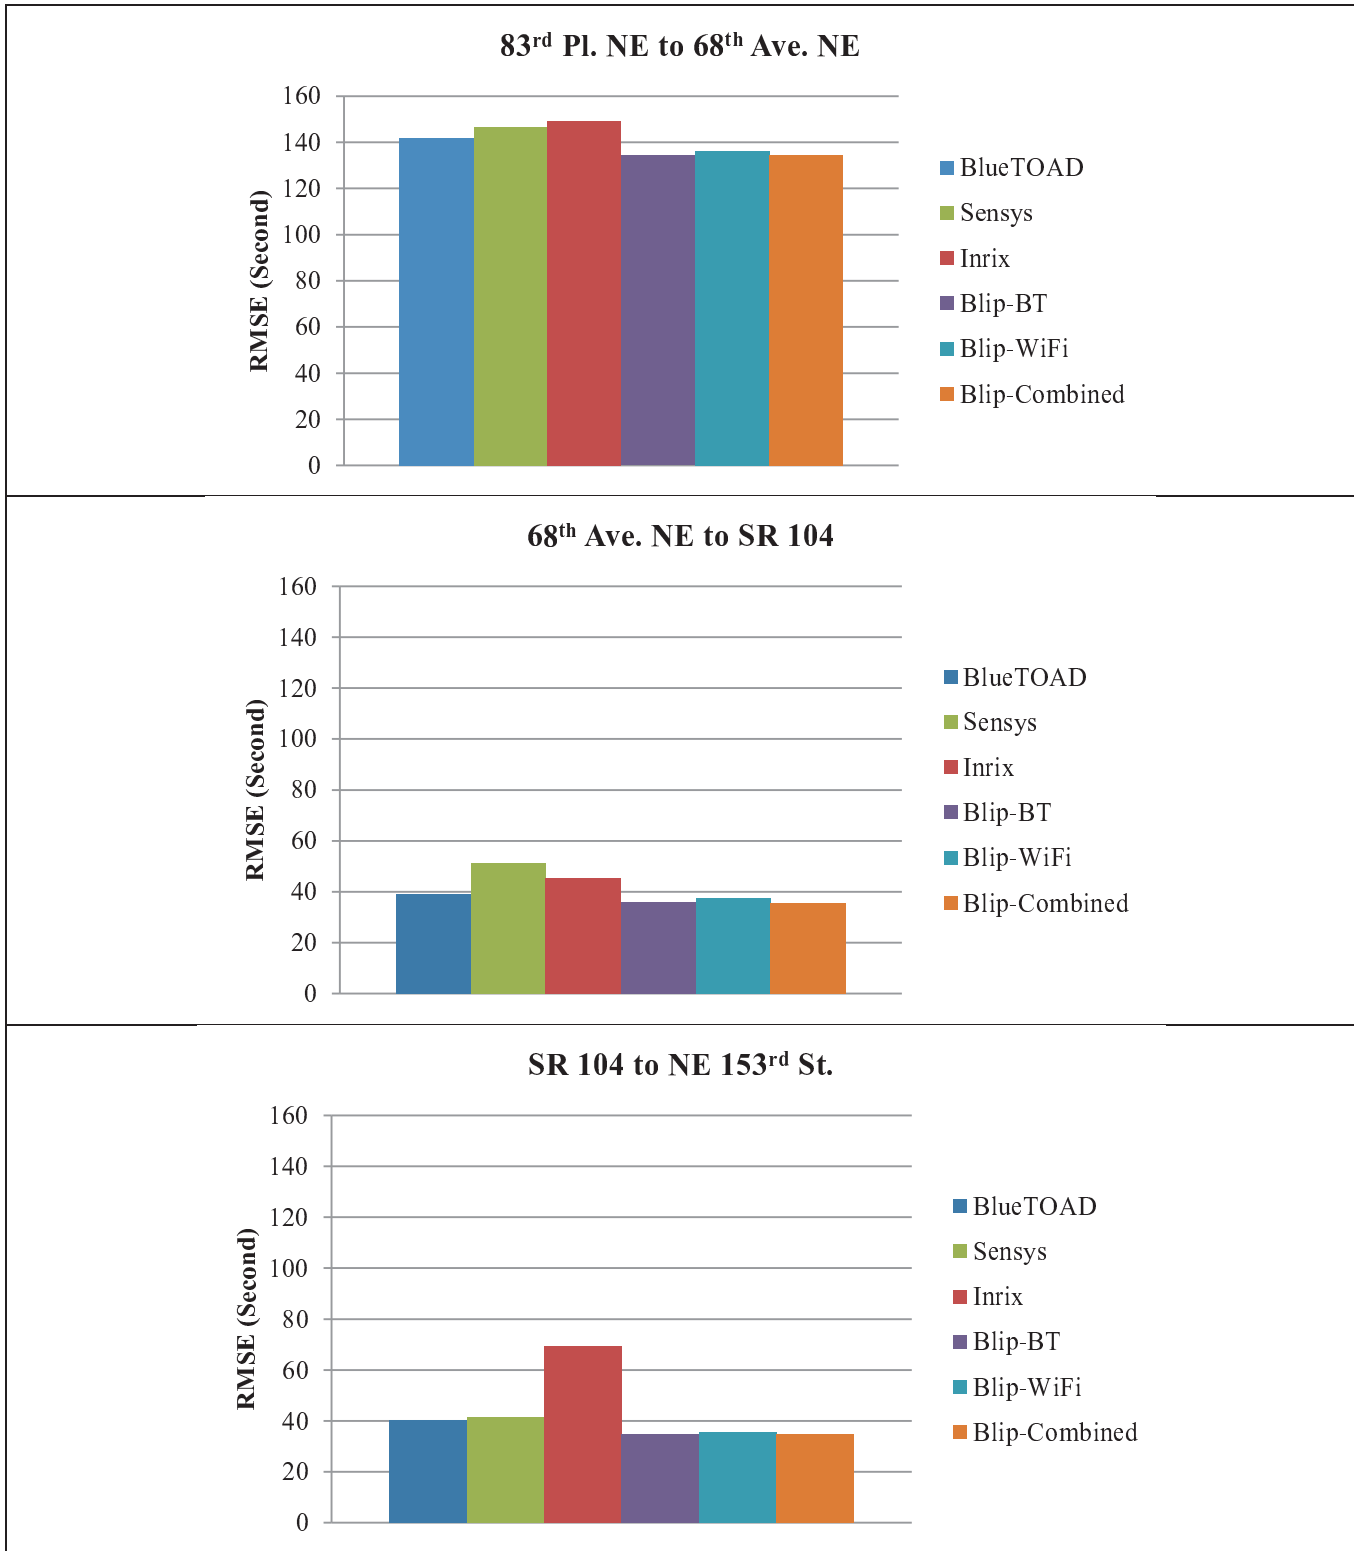 83rd Pl. NE to 68th Ave. NE
160
140
120
100
80
60
40
20
0
RMSE (Second)
BlueTOAD
Sensys
Inrix
Blip-BT
Blip-WiFi
Blip-Combined
68th Ave. NE to SR 104
160
140
120
100
80
60
40
20
0
RMSE (Second)
BlueTOAD
Sensys
Inrix
Blip-BT
Blip-WiFi
Blip-Combined
SR 104 to NE 153rd St.
160
140
120
100
80
60
40
20
0
RMSE (Second)
BlueTOAD
Sensys
Inrix
Blip-BT
Blip-WiFi
Blip-Combined